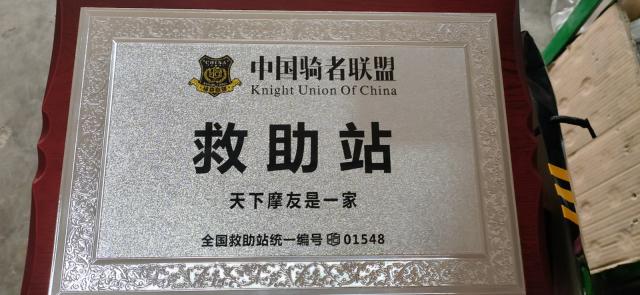 CHINA
中国骑者联盟
Knight Union Of China
救助站
天下摩友是一家
全国救助站统一编号 01548